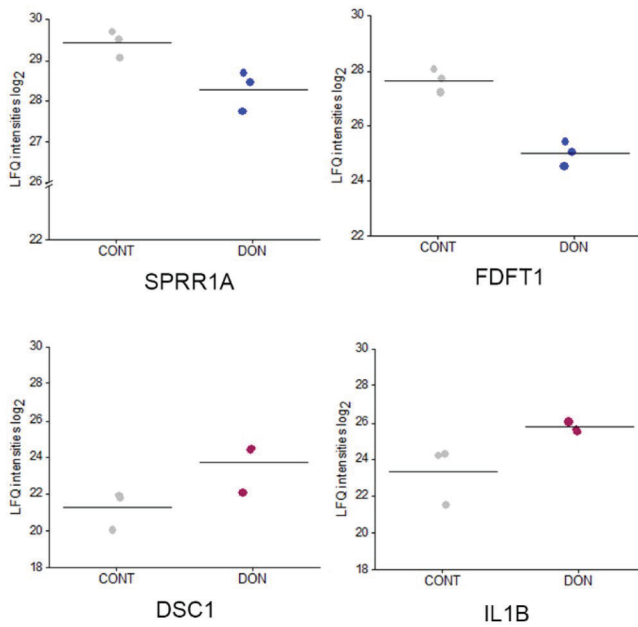 LFQ intensities log2
30
29
28
27
26
22
CONT
DON
SPRR1A
LFQ intensities log2
30
28
26
24
22
CONT
DON
FDFT1
LFQ intensities log2
30
28
26
24
22
20
18
CONT
DON
DSC1
LFQ intensities log2
30
28
26
24
22
20
18
CONT
DON
IL1B